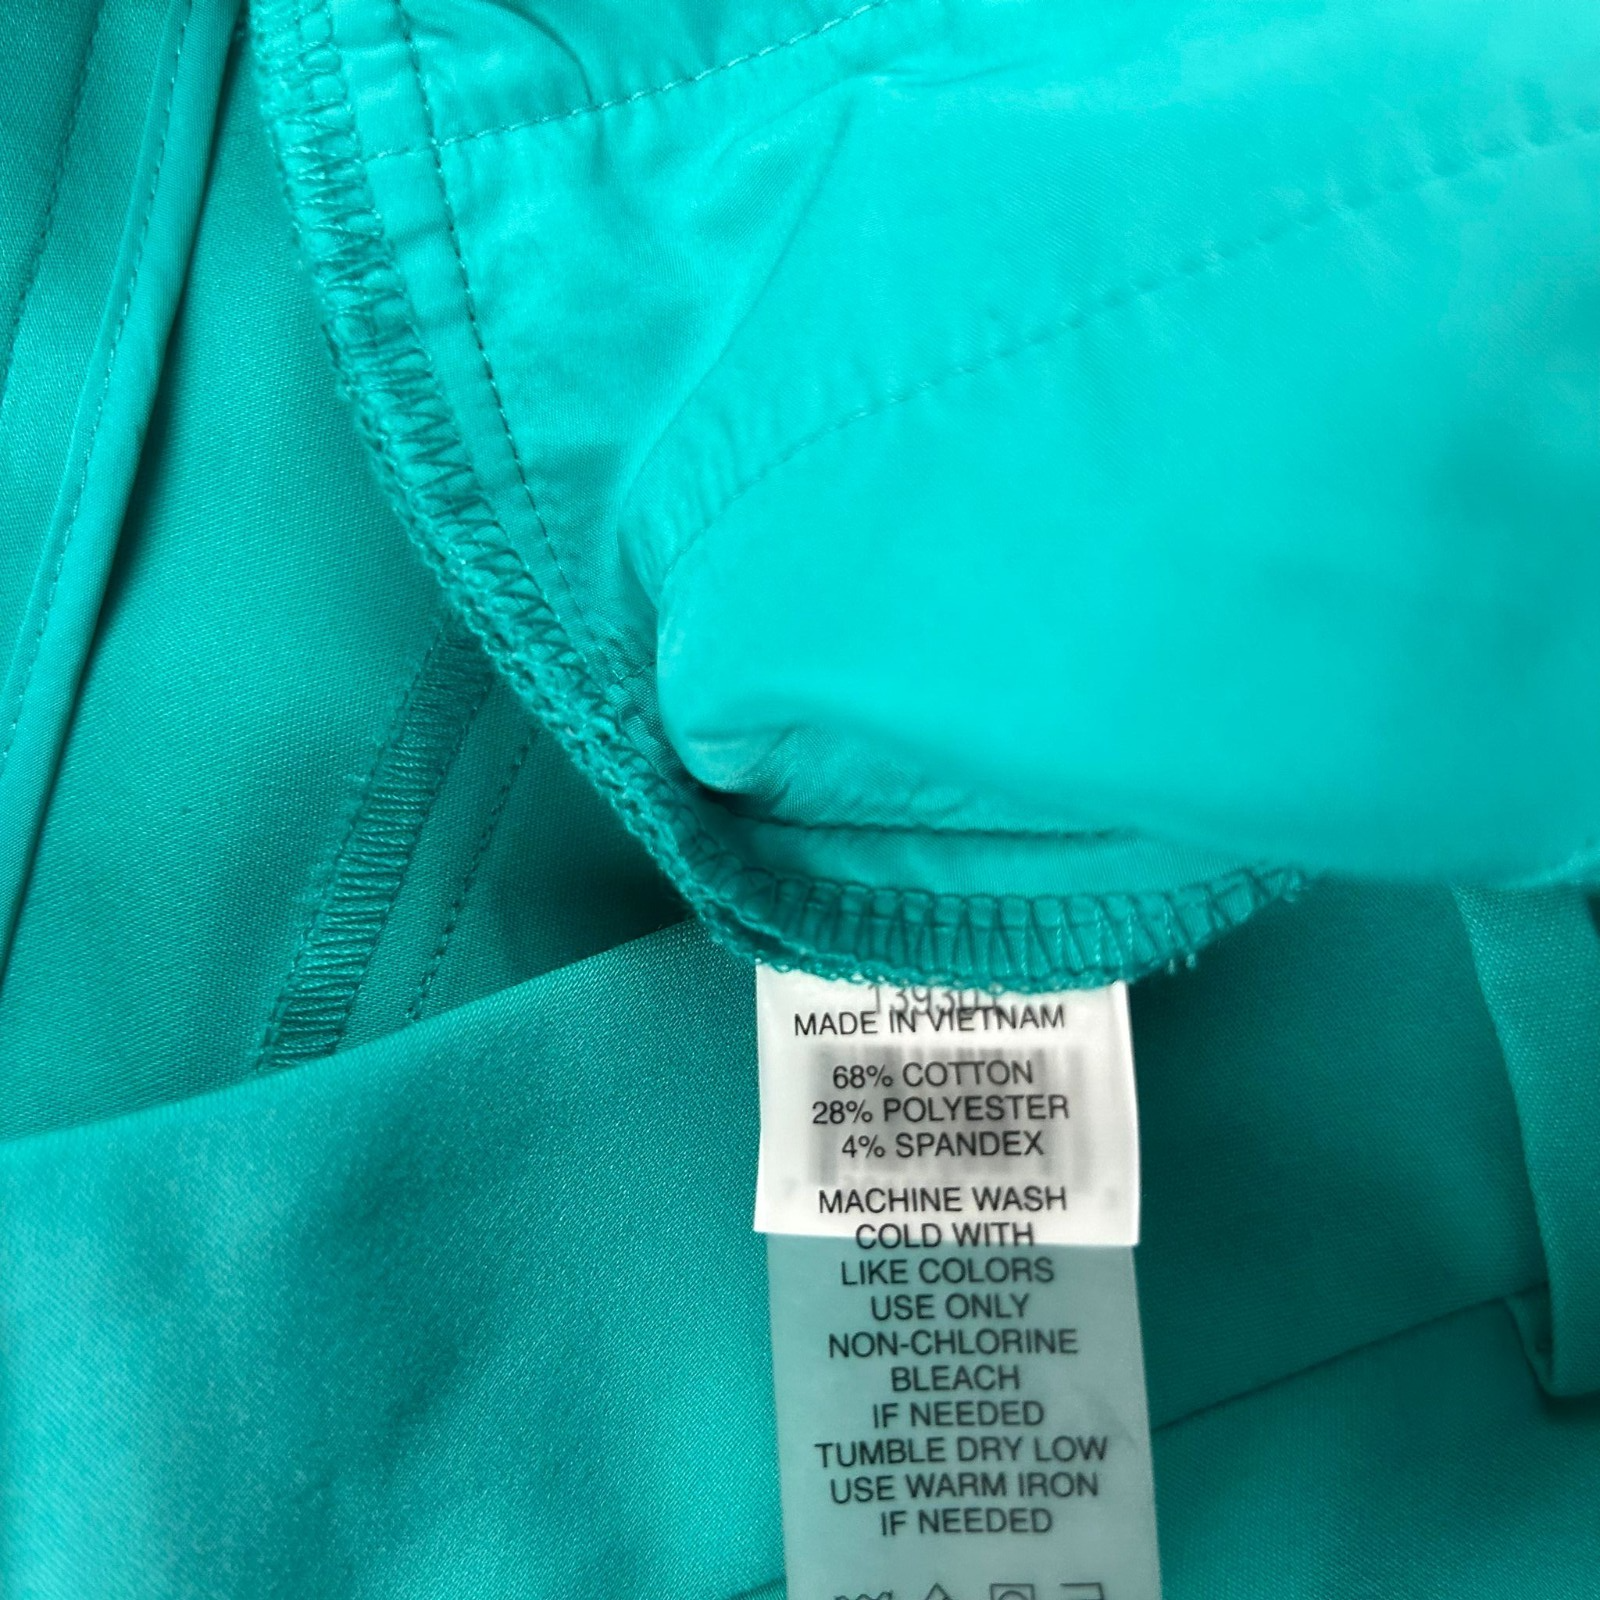 MADE IN VIETNAM
68% COTTON
28% POLYESTER
4% SPANDEX
MACHINE WASH
COLD WITH
LIKE COLORS
USE ONLY
NON-CHLORINE
BLEACH
IF NEEDED
TUMBLE DRY LOW
USE WARM IRON
IF NEEDED